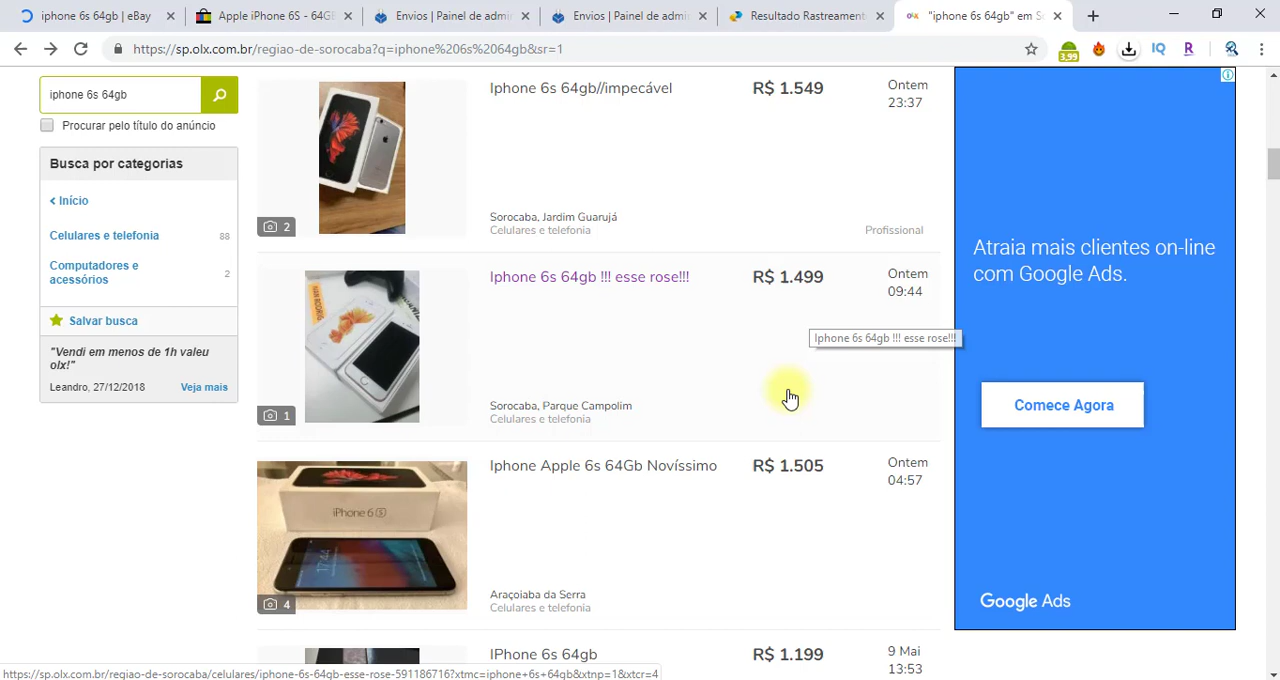 iphone 6s 64gb | eBay
Apple iPhone 6S - 64G
Envios | Painel de admir
Envios | Painel de admir
Resultado Rastreament
"iphone 6s 64gb" em S
https://sp.olx.com.br/regiao-de-sorocaba?q=iphone%206s%2064gb&sr=1
3,99
IQ
R
iphone 6s 64gb
Procurar pelo título do anúncio
Busca por categorias
Início
Celulares e telefonia 88
Computadores e acessórios 2
Salvar busca
"Vendi em menos de 1h valeu
olx!"
Leandro, 27/12/2018 Veja mais
Iphone 6s 64gb//impecável
R$ 1.549
Ontem
23:37
2
Sorocaba, Jardim Guarujá
Celulares e telefonia
Profissional
Iphone 6s 64gb !!! esse rose!!!
R$ 1.499
Ontem
09:44
Iphone 6s 64gb !!! esse rose!!!
1
Sorocaba, Parque Campolim
Celulares e telefonia
Iphone Apple 6s 64Gb Novíssimo
R$ 1.505
Ontem
04:57
iPhone 6S
17:44
4
Araçoiaba da Serra
Celulares e telefonia
IPhone 6s 64gb
R$ 1.199
9 Mai
13:53
Atraia mais clientes on-line
com Google Ads.
Comece Agora
Google Ads
https://sp.olx.com.br/regiao-de-sorocaba/celulares/iphone-6s-64gb-esse-rose-591186716?xtmc=iphone+6s+64gb&xtnp=1&xtcr=4